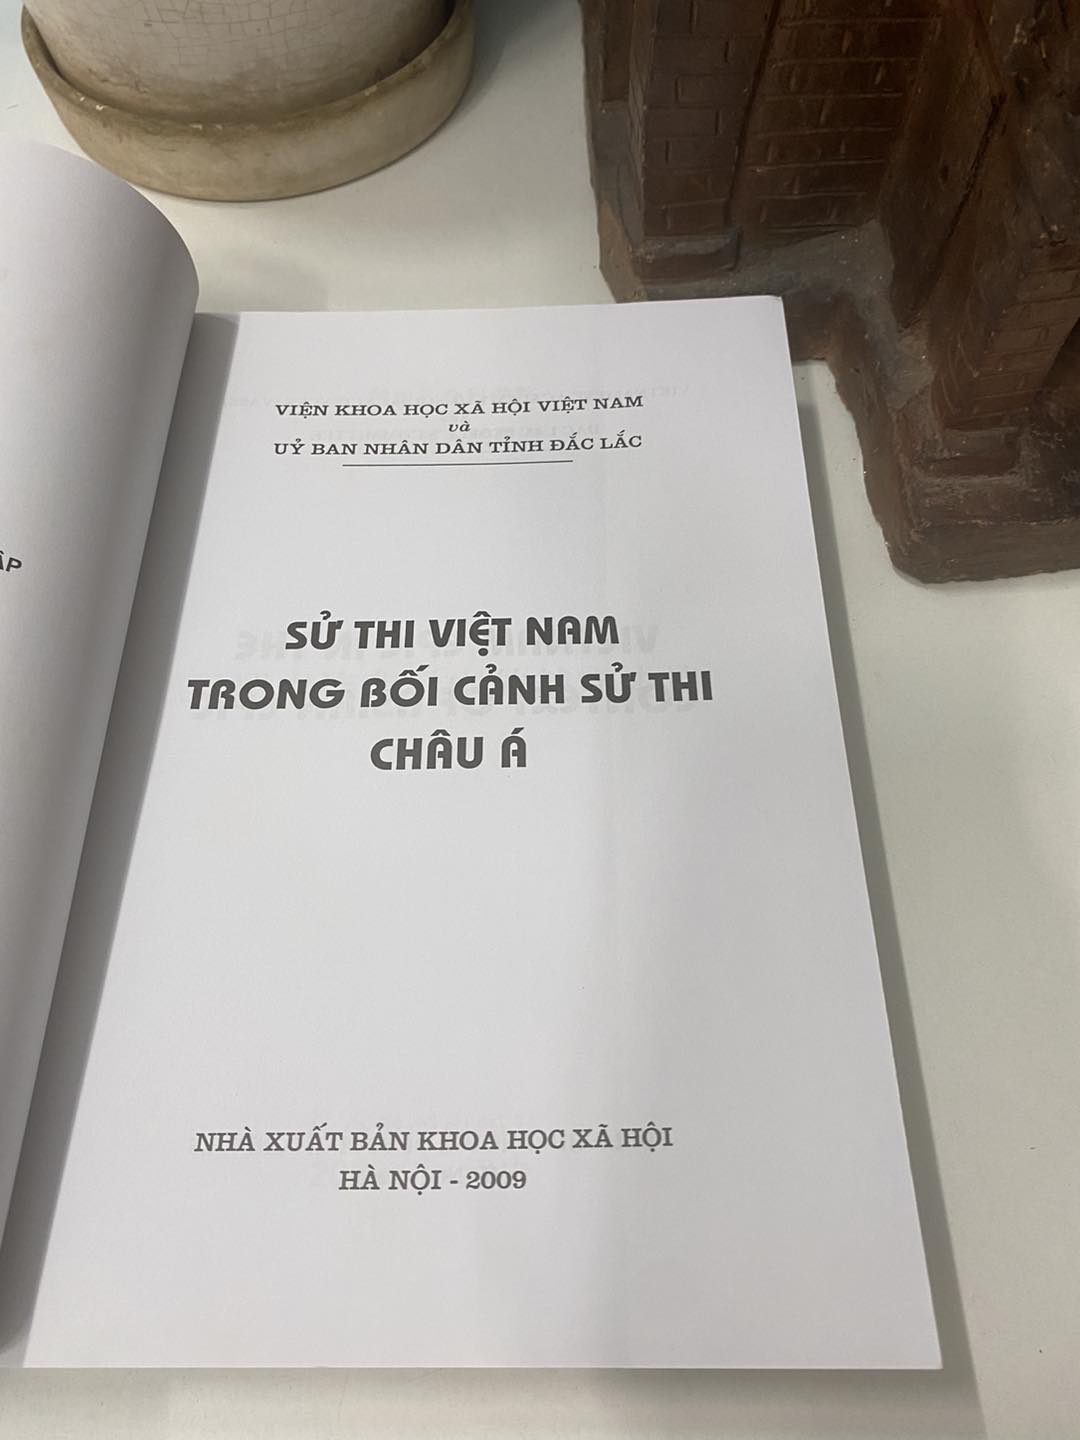 VIỆN KHOA HỌC XÃ HỘI VIỆT NAM
và
UỶ BAN NHÂN DÂN TỈNH ĐẮC LẮC
SỬ THI VIỆT NAM
TRONG BỐI CẢNH SỬ THI
CHÂU Á
NHÀ XUẤT BẢN KHOA HỌC XÃ HỘI
HÀ NỘI - 2009